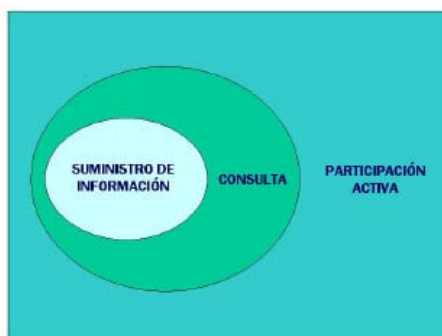 SUMINISTRO DE
INFORMACIÓN
CONSULTA
PARTICIPACIÓN
ACTIVA